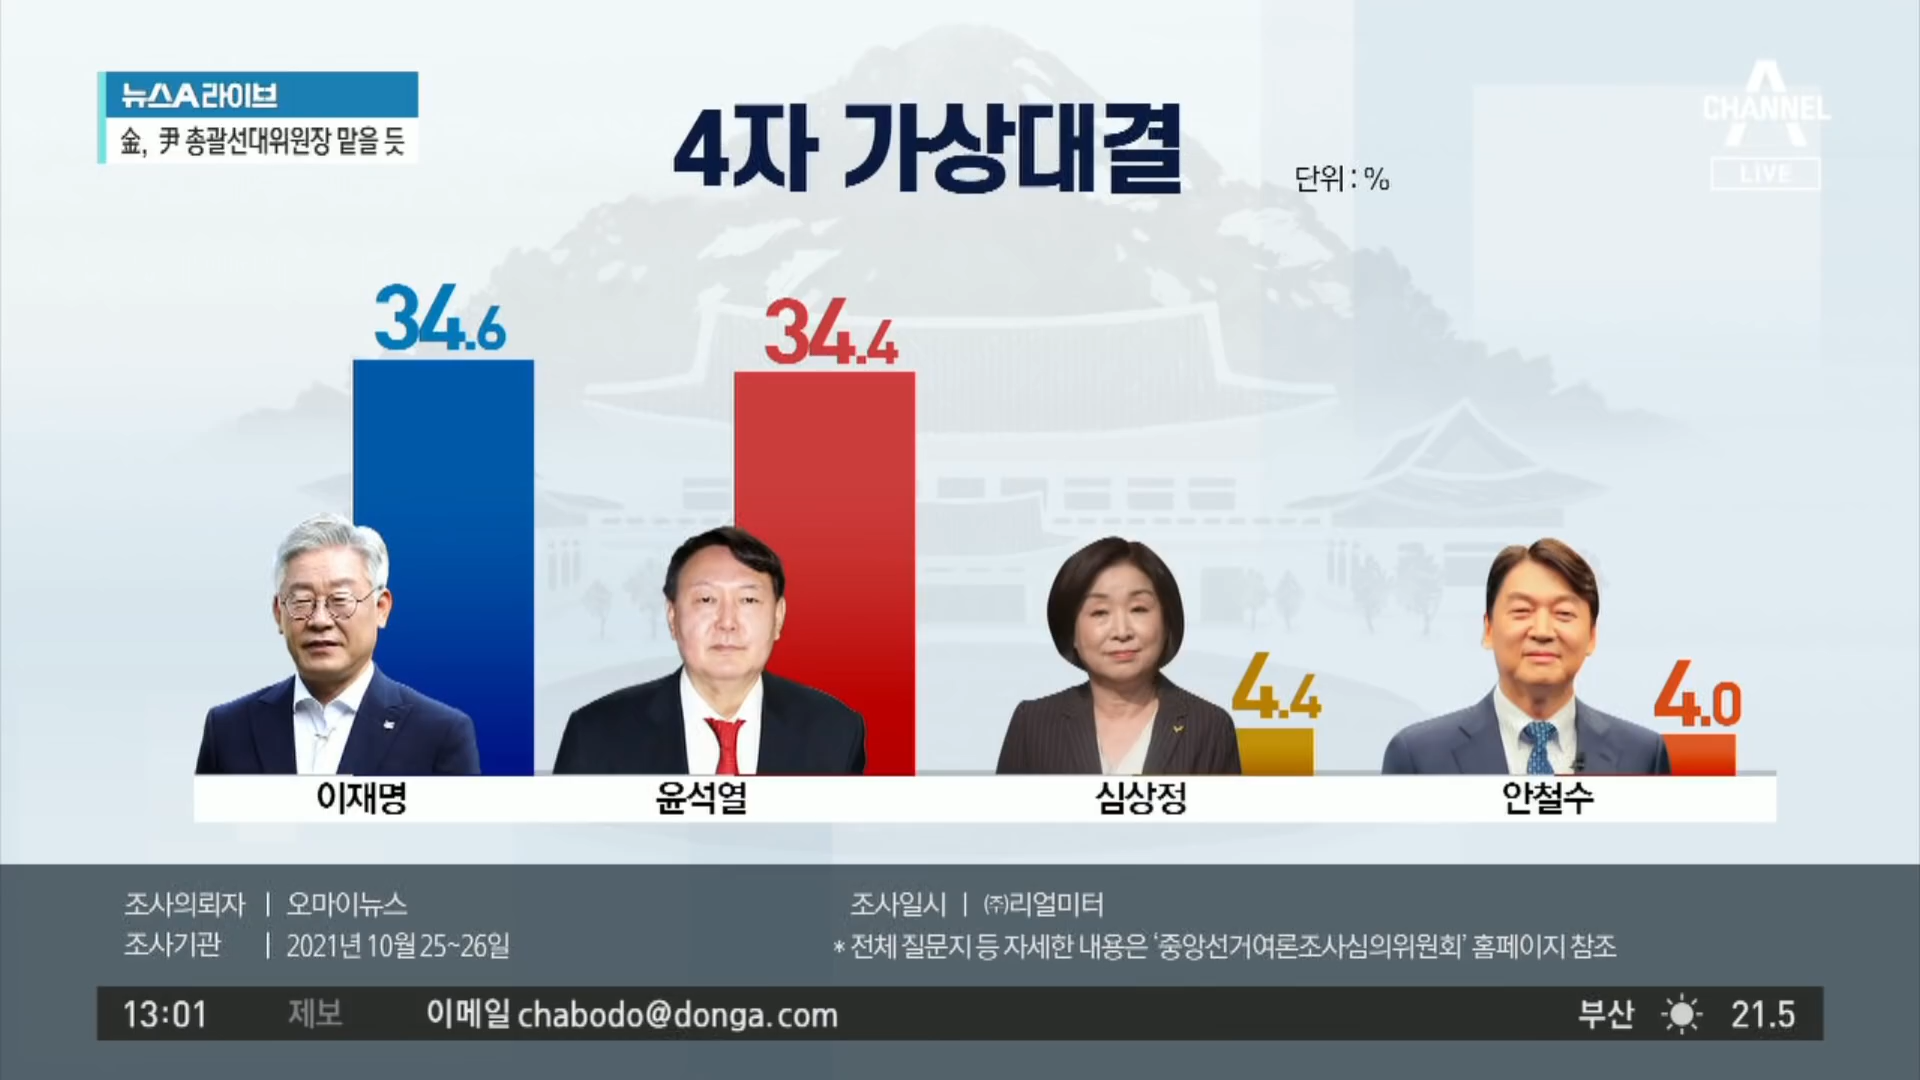 뉴스A 라이브
金, 尹 총괄선대위원장 맡을 듯
CHANNEL A
LIVE
4자 가상대결
단위 : %
34.6
34.4
4.4
4.0
이재명
윤석열
심상정
안철수
조사의뢰자 | 오마이뉴스
조사일시 | ㈜리얼미터
조사기관 | 2021년 10월 25~26일
* 전체 질문지 등 자세한 내용은 ‘중앙선거여론조사심의위원회’ 홈페이지 참조
13:01 제보 이메일 chabodo@donga.com 부산 21.5